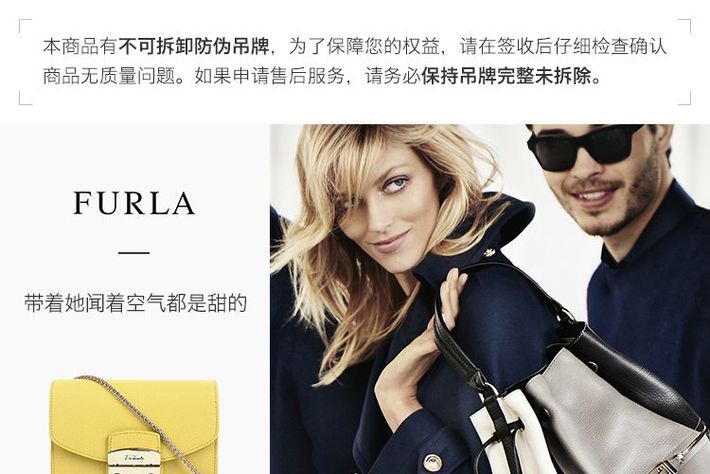 本商品有不可拆卸防伪吊牌，为了保障您的权益，请在签收后仔细检查确认
商品无质量问题。如果申请售后服务，请务必保持吊牌完整未拆除。
FURLA
—
带着她闻着空气都是甜的
FURLA